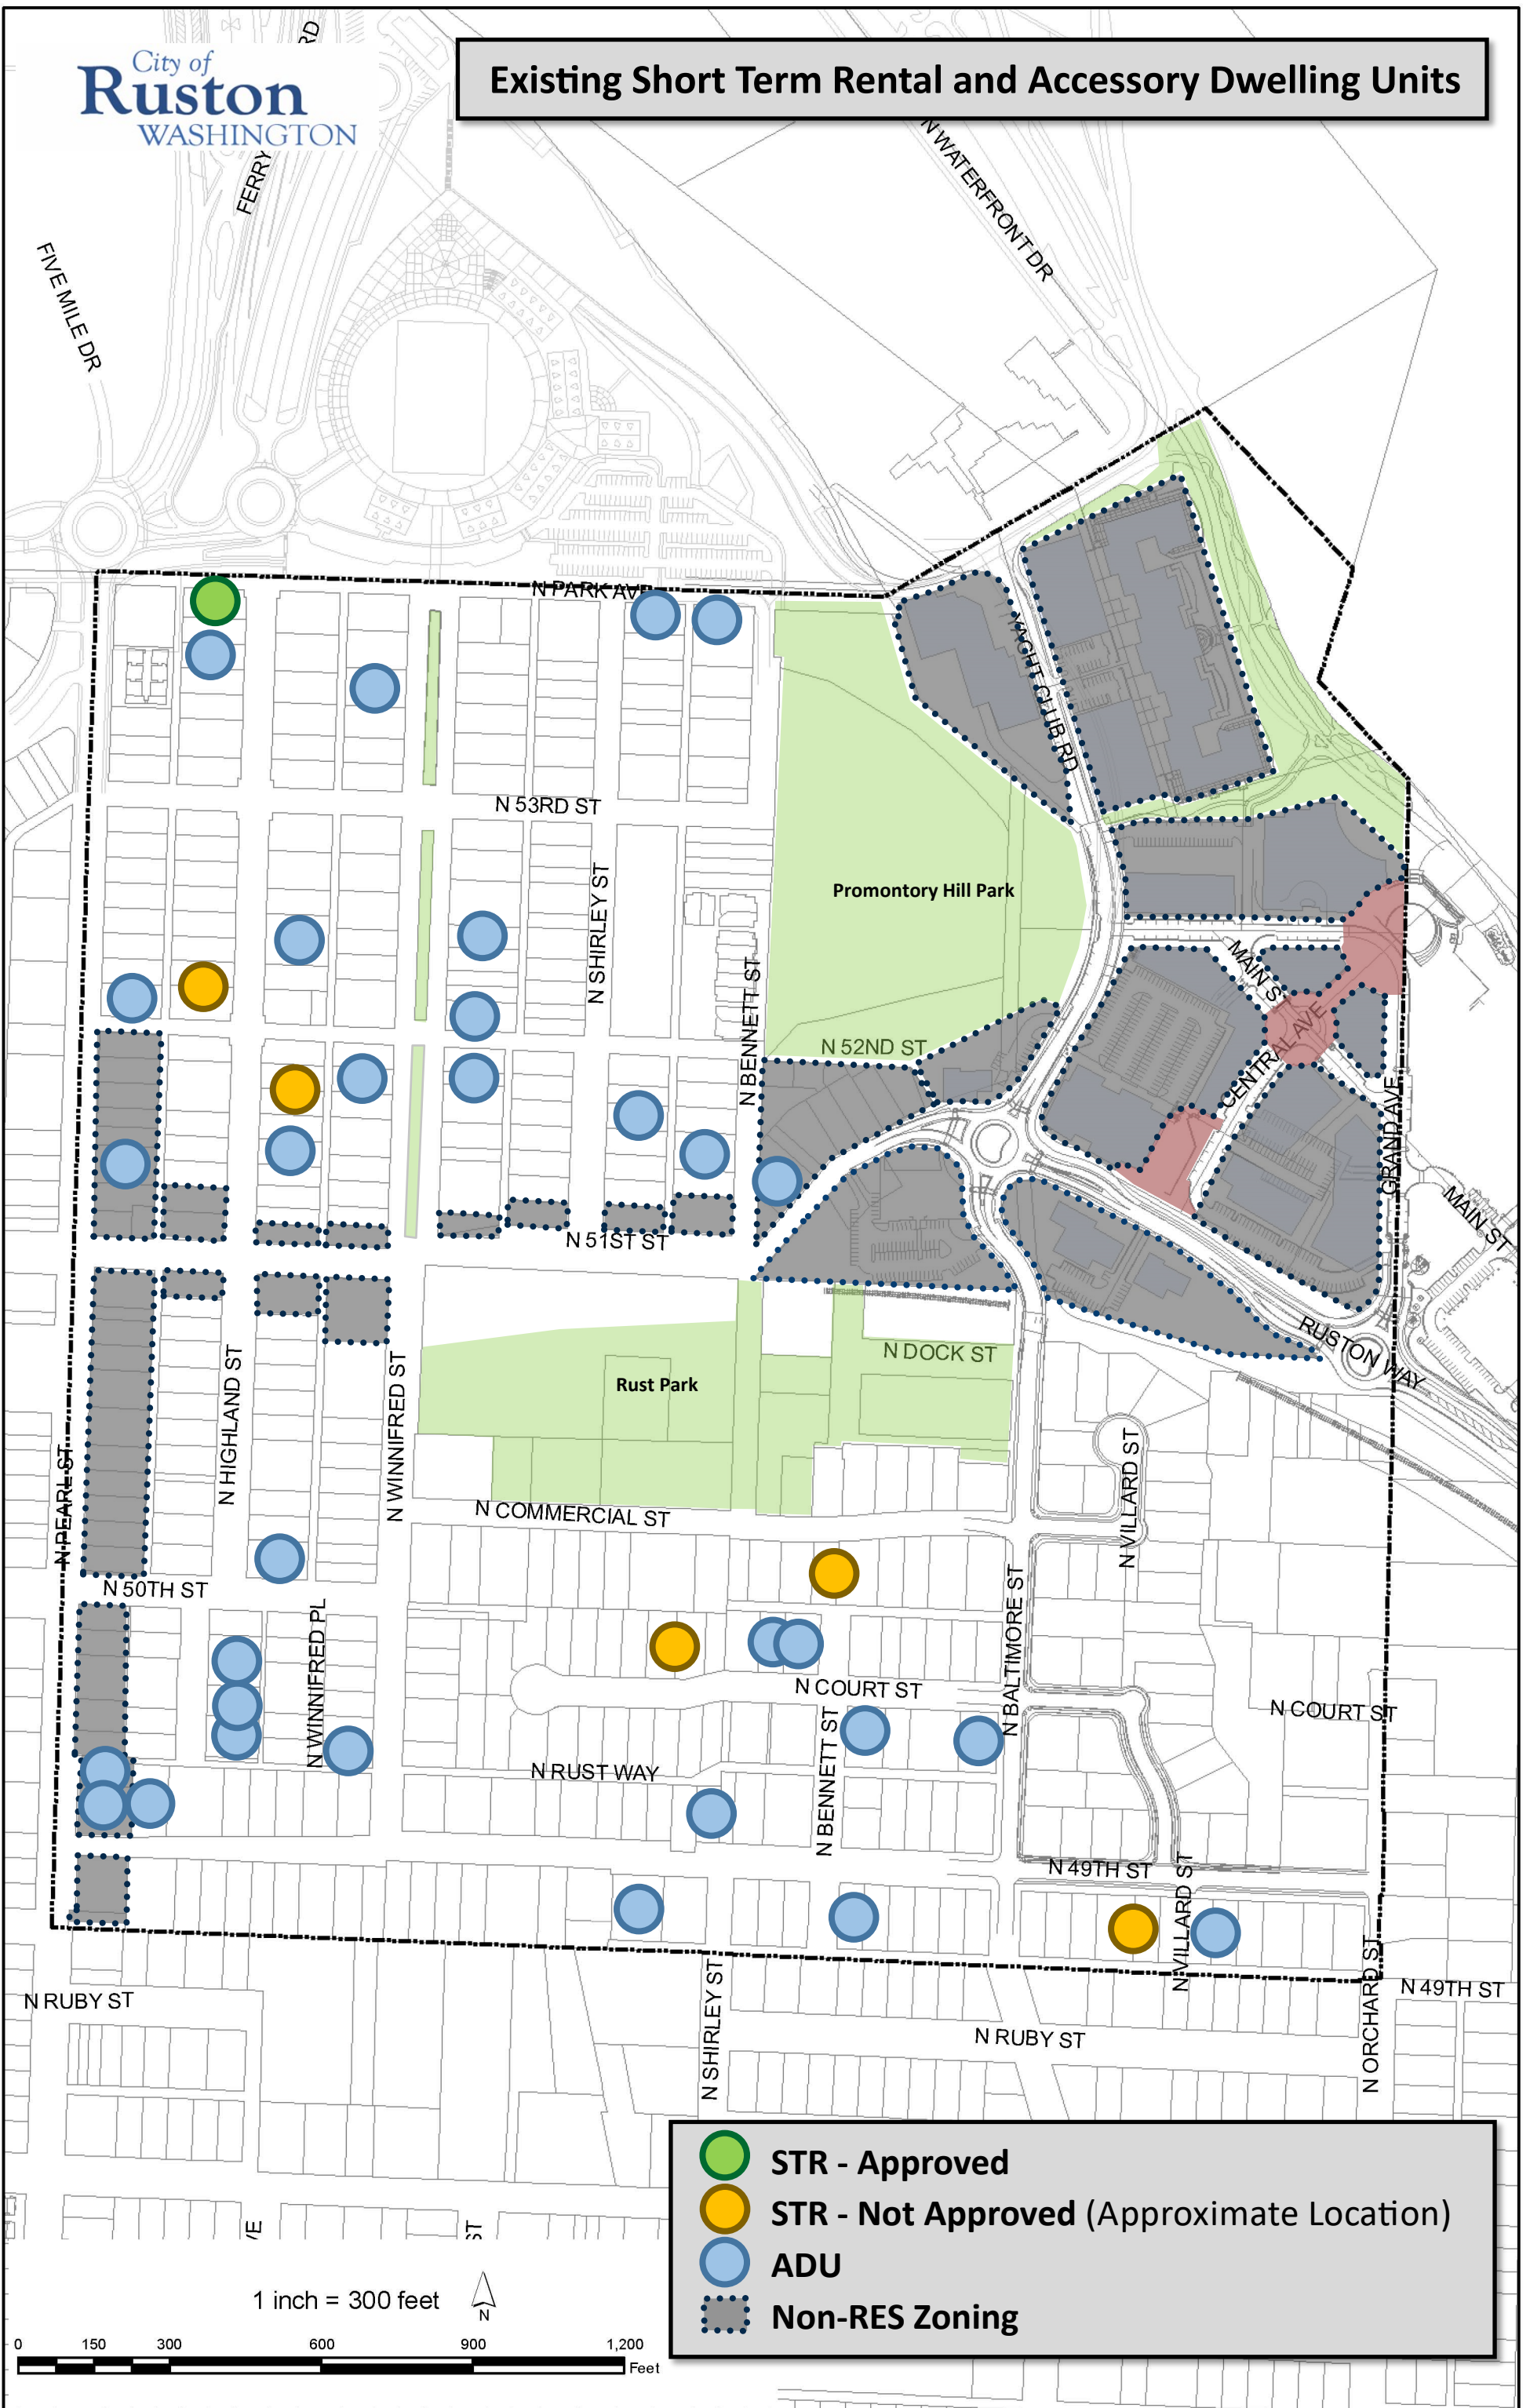 City of
Ruston
WASHINGTON
Existing Short Term Rental and Accessory Dwelling Units
RD
FERRY
FIVE MILE DR
N WATERFRONT DR
N PARK AVE
YACHT CLUB RD
N 53RD ST
N SHIRLEY ST
Promontory Hill Park
N BENNETT ST
MAIN ST
CENTRAL AVE
N 52ND ST
GRAND AVE
MAIN ST
N 51ST ST
RUSTON WAY
N DOCK ST
Rust Park
N HIGHLAND ST
N WINNIFRED ST
N PEARL ST
N VILLARD ST
N COMMERCIAL ST
N 50TH ST
N WINNIFRED PL
N BALTIMORE ST
N COURT ST
N COURT ST
N BENNETT ST
N RUST WAY
N 49TH ST
N VILLARD ST
N ORCHARD ST
N 49TH ST
N RUBY ST
N SHIRLEY ST
N RUBY ST
VE
ST
STR - Approved
STR - Not Approved (Approximate Location)
ADU
Non-RES Zoning
1 inch = 300 feet
N
0 150 300 600 900 1,200
Feet